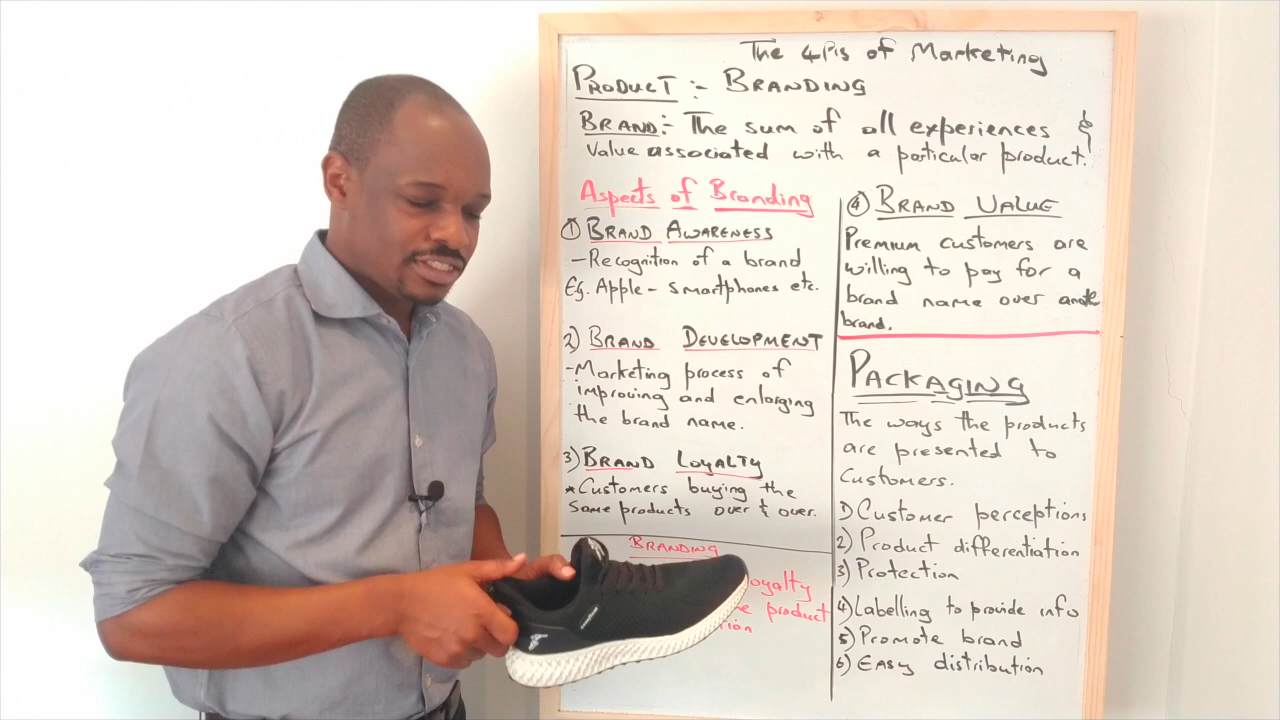 The 4P's of Marketing
PRODUCT :- BRANDING
BRAND:- The sum of all experiences &
Value associated with a particular product.
Aspects of Branding
① BRAND AWARENESS
- Recognition of a brand
Eg. Apple - smartphones etc.
2) BRAND DEVELOPMENT
- Marketing process of
improving and enlarging
the brand name.
3) BRAND LOYALTY
* Customers buying the
same products over & over.
BRANDING
loyalty
product
④ BRAND VALUE
Premium customers are
willing to pay for a
brand name over
brand.
PACKAGING
The ways the products
are presented to
Customers.
1) Customer perceptions
2) Product differentiation
3) Protection
4) Labelling to provide info
5) Promote brand
6) Easy distribution